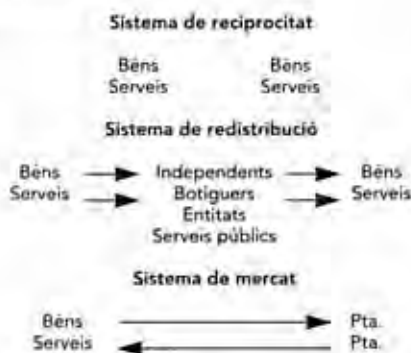 Sistema de reciprocitat
Béns Béns
Serveis Serveis
Sistema de redistribució
Béns Independents Béns
Serveis Botiguers Serveis
Entitats
Serveis públics
Sistema de mercat
Béns Pta.
Serveis Pta.